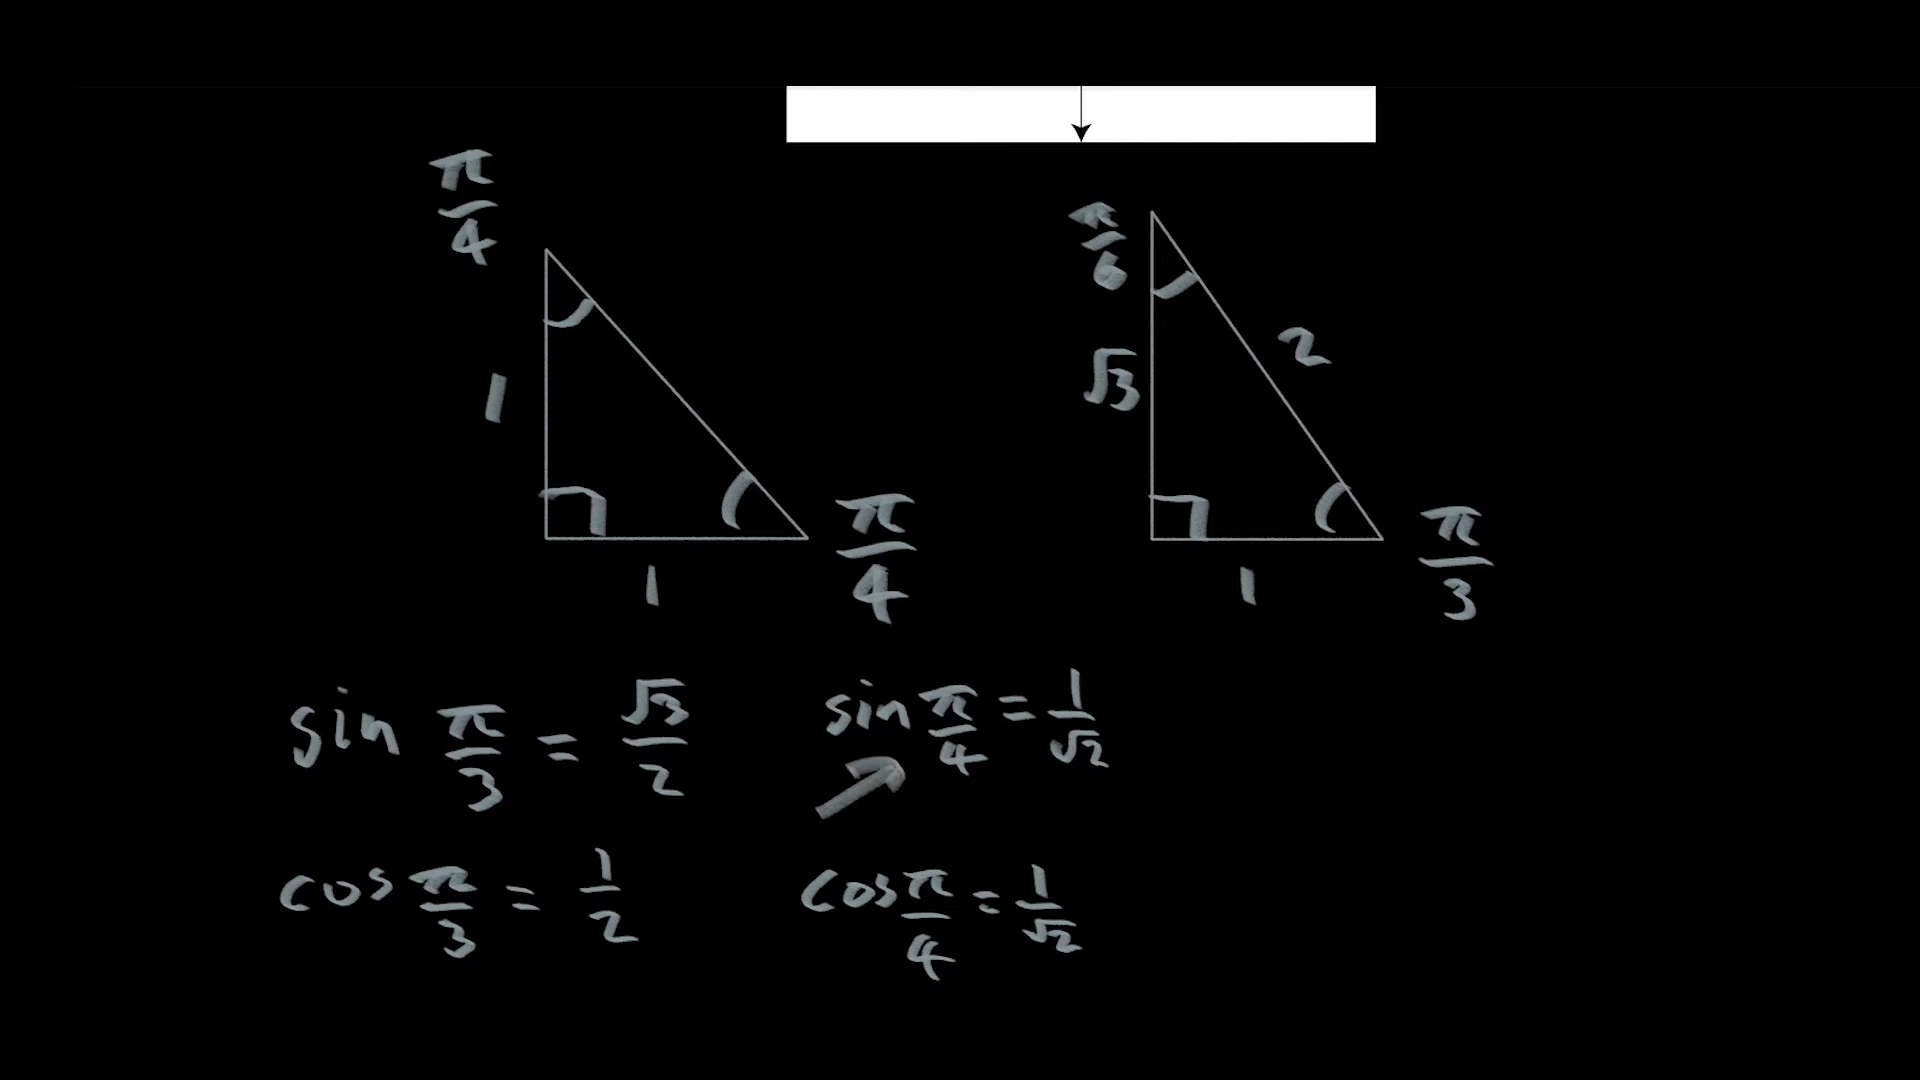 π/4
π/6
2
√3
1
π/4
π/3
1
1
sin π/3 = √3/2
sin π/4 = 1/√2
cos π/3 = 1/2
cos π/4 = 1/√2